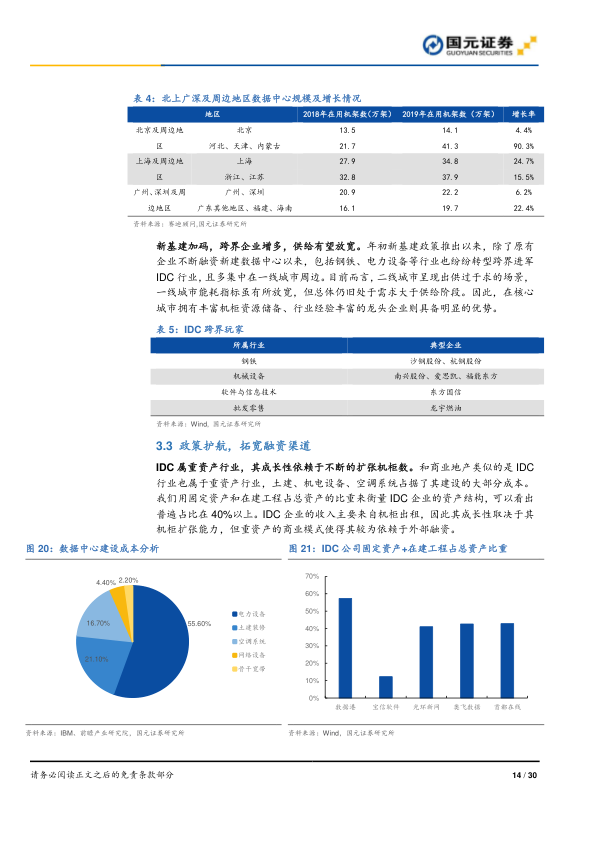 国元证券
GUOYUAN SECURITIES
表 4：北上广深及周边地区数据中心规模及增长情况
地区 2018年在用机架数(万架) 2019年在用机架数（万架） 增长率
北京及周边地区 北京 13.5 14.1 4.4%
河北、天津、内蒙古 21.7 41.3 90.3%
上海及周边地区 上海 27.9 34.8 24.7%
浙江、江苏 32.8 37.9 15.5%
广州、深圳及周边地区 广州、深圳 20.9 22.2 6.2%
广东其他地区、福建、海南 16.1 19.7 22.4%
资料来源：赛迪顾问,国元证券研究所
新基建加码，跨界企业增多，供给有望放宽。年初新基建政策推出以来，除了原有
企业不断融资新建数据中心以来，包括钢铁、电力设备等行业也纷纷转型跨界进军
IDC 行业，且多集中在一线城市周边。目前而言，二线城市呈现出供过于求的场景，
一线城市能耗指标虽有所放宽，但总体仍旧处于需求大于供给阶段。因此，在核心
城市拥有丰富机柜资源储备、行业经验丰富的龙头企业则具备明显的优势。
表 5：IDC 跨界玩家
所属行业 典型企业
钢铁 沙钢股份、杭钢股份
机械设备 南兴股份、爱思凯、福能东方
软件与信息技术 东方国信
批发零售 龙宇燃油
资料来源：Wind，国元证券研究所
3.3 政策护航，拓宽融资渠道
IDC 属重资产行业，其成长性依赖于不断的扩张机柜数。和商业地产类似的是 IDC
行业也属于重资产行业，土建、机电设备、空调系统占据了其建设的大部分成本。
我们用固定资产和在建工程占总资产的比重来衡量 IDC 企业的资产结构，可以看出
普遍占比在 40%以上。IDC 企业的收入主要来自机柜出租，因此其成长性取决于其
机柜扩张能力，但重资产的商业模式使得其较为依赖于外部融资。
图 20：数据中心建设成本分析
55.60%
21.10%
16.70%
4.40%
2.20%
电力设备
土建装修
空调系统
网络设备
骨干宽带
资料来源：IBM、前瞻产业研究院，国元证券研究所
图 21：IDC 公司固定资产+在建工程占总资产比重
70%
60%
50%
40%
30%
20%
10%
0%
数据港 宝信软件 光环新网 奥飞数据 首都在线
资料来源：Wind，国元证券研究所
请务必阅读正文之后的免责条款部分 14 / 30